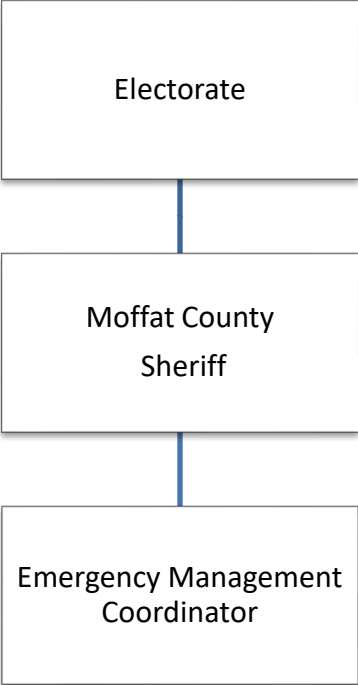 Electorate
Moffat County
Sheriff
Emergency Management
Coordinator